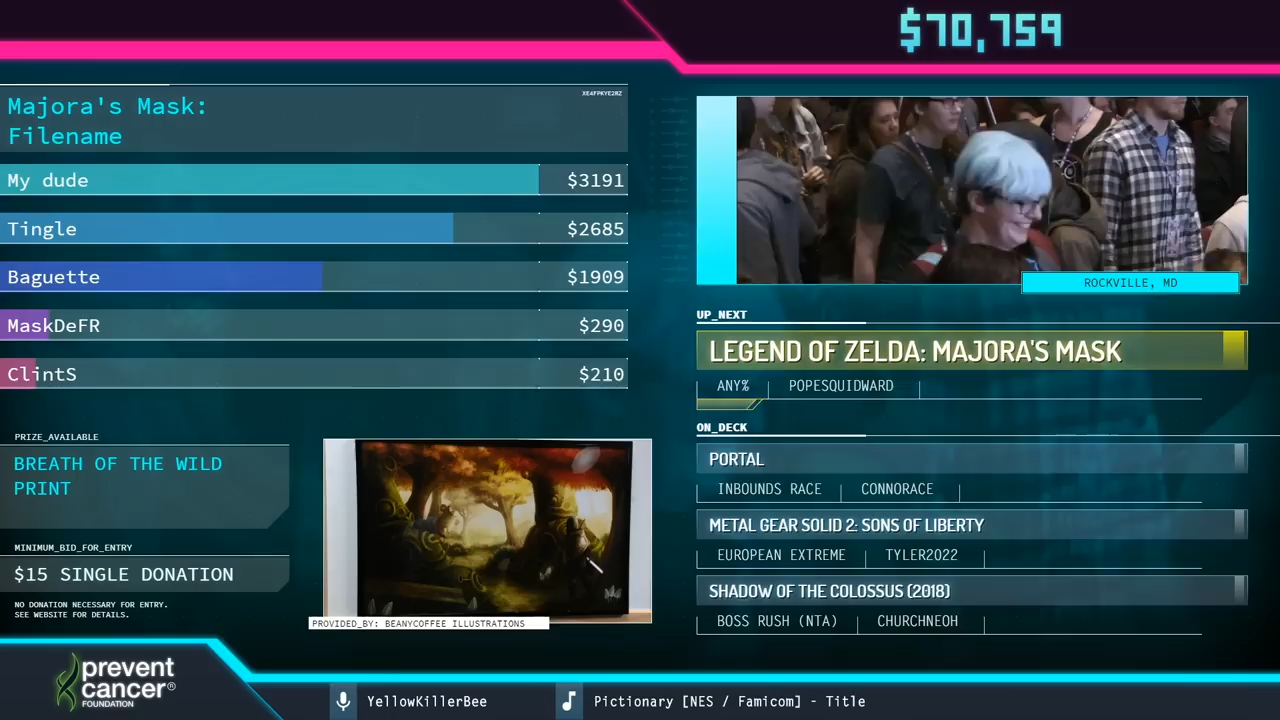 $70,759
Majora's Mask:
Filename
XE4FPKYE2RZ
My dude $3191
Tingle $2685
Baguette $1909
MaskDeFR $290
ClintS $210
PRIZE_AVAILABLE
BREATH OF THE WILD
PRINT
MINIMUM_BID_FOR_ENTRY
$15 SINGLE DONATION
NO DONATION NECESSARY FOR ENTRY.
SEE WEBSITE FOR DETAILS.
PROVIDED_BY: BEANYCOFFEE ILLUSTRATIONS
ROCKVILLE, MD
UP_NEXT
LEGEND OF ZELDA: MAJORA'S MASK
ANY% POPESQUIDWARD
ON_DECK
PORTAL
INBOUNDS RACE CONNORACE
METAL GEAR SOLID 2: SONS OF LIBERTY
EUROPEAN EXTREME TYLER2022
SHADOW OF THE COLOSSUS (2018)
BOSS RUSH (NTA) CHURCHNEOH
prevent
cancer®
FOUNDATION
YellowKillerBee
Pictionary [NES / Famicom] - Title